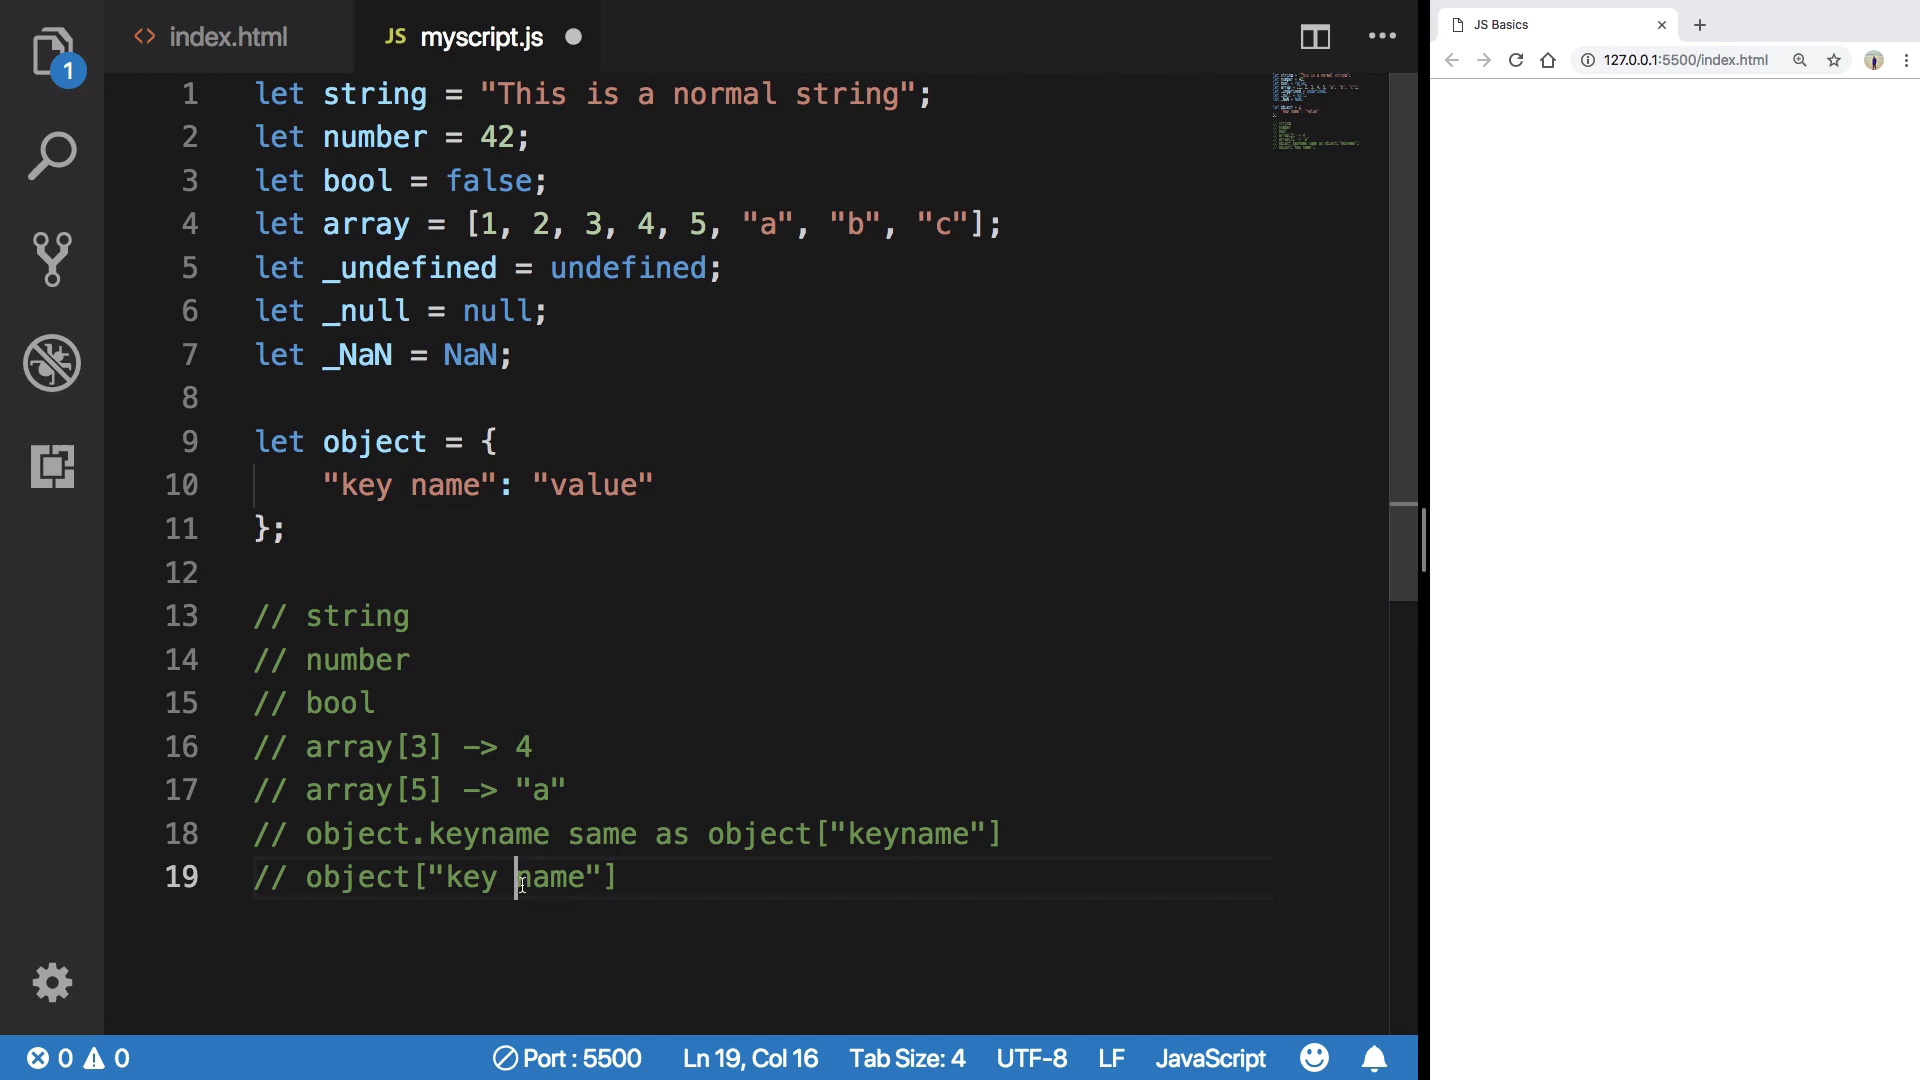 <> index.html
JS myscript.js
1
1 let string = "This is a normal string";
2 let number = 42;
3 let bool = false;
4 let array = [1, 2, 3, 4, 5, "a", "b", "c"];
5 let _undefined = undefined;
6 let _null = null;
7 let _NaN = NaN;
8
9 let object = {
10 "key name": "value"
11 };
12
13 // string
14 // number
15 // bool
16 // array[3] -> 4
17 // array[5] -> "a"
18 // object.keyname same as object["keyname"]
19 // object["key name"]
0 0 Port : 5500 Ln 19, Col 16 Tab Size: 4 UTF-8 LF JavaScript
JS Basics
127.0.0.1:5500/index.html